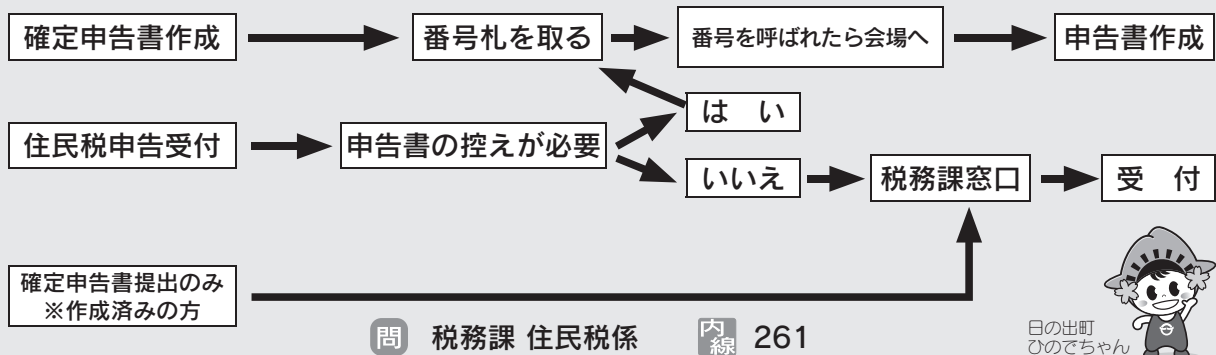 確定申告書作成
番号札を取る
番号を呼ばれたら会場へ
申告書作成
住民税申告受付
申告書の控えが必要
は　い
いいえ
税務課窓口
受　付
確定申告書提出のみ
※作成済みの方
問 税務課 住民税係 内線 261
日の出町
ひのでちゃん